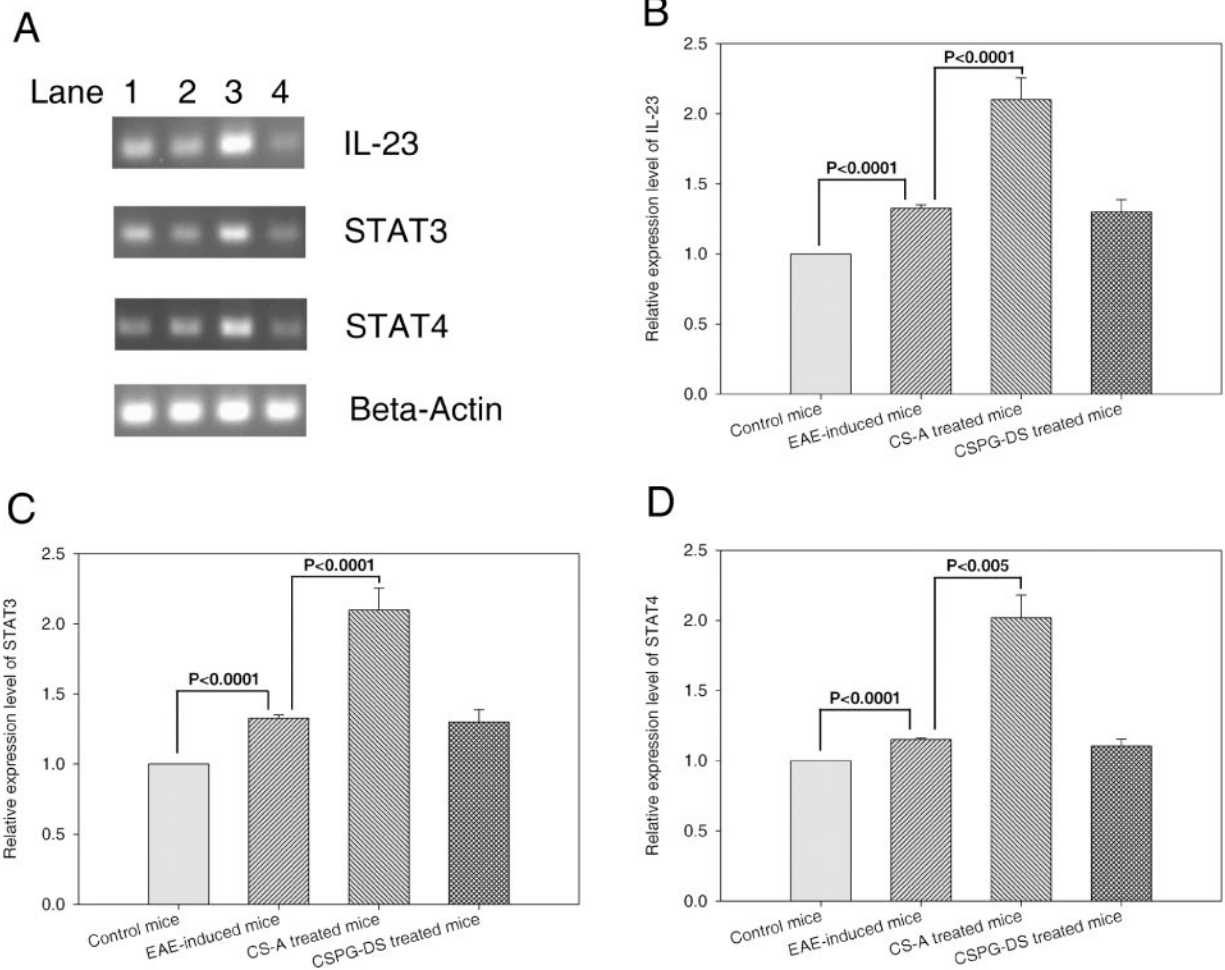 A
Lane 1 2 3 4
IL-23
STAT3
STAT4
Beta-Actin
B
Relative expression level of IL-23
2.5
2.0
1.5
1.0
0.5
0.0
P<0.0001
P<0.0001
Control mice
EAE-induced mice
CS-A treated mice
CSPG-DS treated mice
C
Relative expression level of STAT3
2.5
2.0
1.5
1.0
0.5
0.0
P<0.0001
P<0.0001
Control mice
EAE-induced mice
CS-A treated mice
CSPG-DS treated mice
D
Relative expression level of STAT4
2.5
2.0
1.5
1.0
0.5
0.0
P<0.005
P<0.0001
Control mice
EAE-induced mice
CS-A treated mice
CSPG-DS treated mice